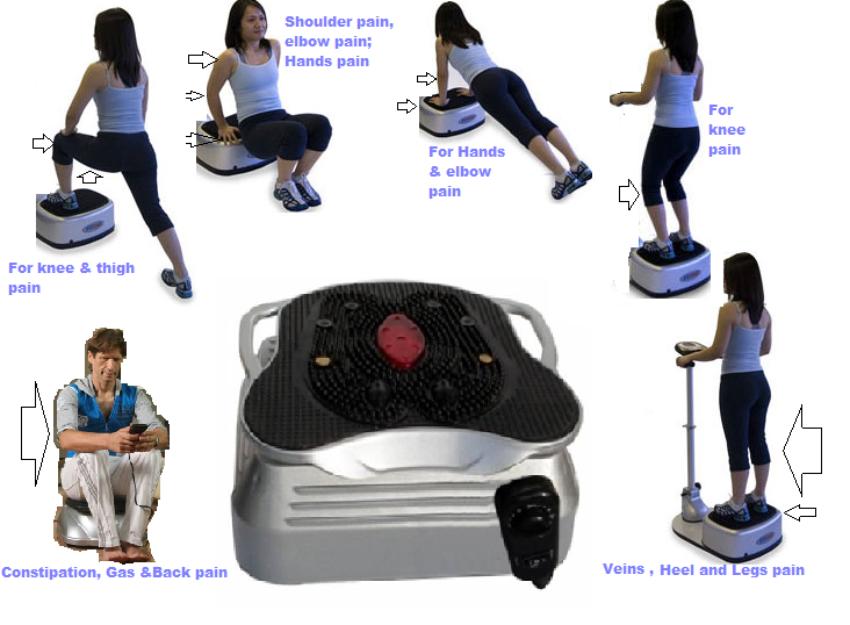 Shoulder pain,
elbow pain;
Hands pain
For
knee
pain
For Hands
& elbow
pain
For knee & thigh
pain
Constipation, Gas &Back pain
Veins , Heel and Legs pain